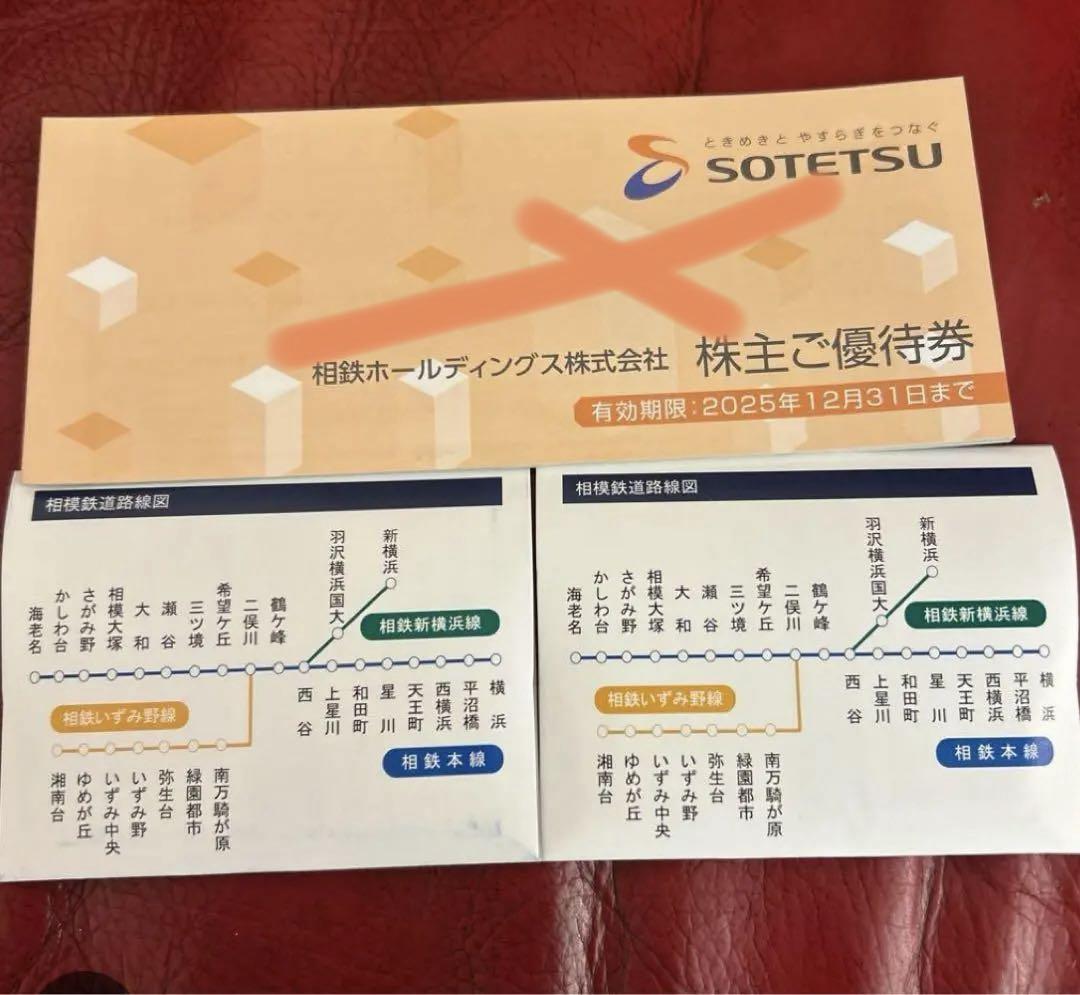 ときめきと やすらぎをつなぐ
SOTETSU
相鉄ホールディングス株式会社 株主ご優待券
有効期限:2025年12月31日まで
相模鉄道路線図
新横浜
羽沢横浜国大
相鉄新横浜線
海老名
かしわ台
さがみ野
相模大塚
大和
瀬谷
三ツ境
希望ケ丘
二俣川
鶴ケ峰
西谷
上星川
和田町
星川
天王町
西横浜
平沼橋
横浜
相鉄いずみ野線
相鉄本線
湘南台
ゆめが丘
いずみ中央
いずみ野
弥生台
緑園都市
南万騎が原
相模鉄道路線図
新横浜
羽沢横浜国大
相鉄新横浜線
海老名
かしわ台
さがみ野
相模大塚
大和
瀬谷
三ツ境
希望ケ丘
二俣川
鶴ケ峰
西谷
上星川
和田町
星川
天王町
西横浜
平沼橋
横浜
相鉄いずみ野線
相鉄本線
湘南台
ゆめが丘
いずみ中央
いずみ野
弥生台
緑園都市
南万騎が原